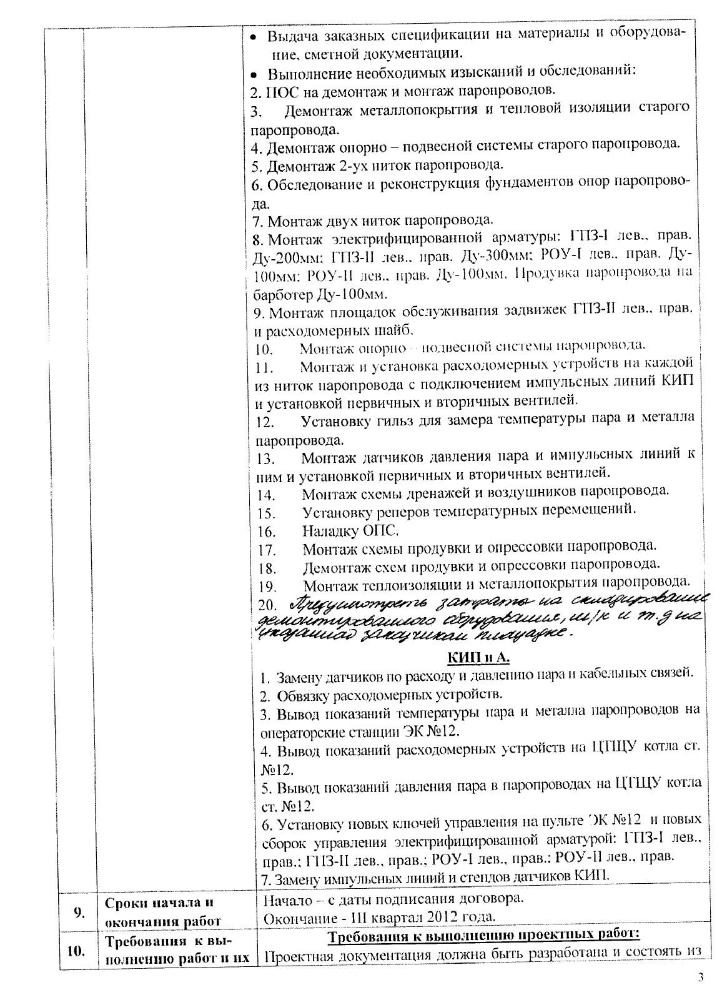 • Выдача заказных спецификации на материалы и оборудова-
ние, сметной документации.
• Выполнение необходимых изысканий и обследований:
2. ПОС на демонтаж и монтаж паропроводов.
3. Демонтаж металлопокрытия и тепловой изоляции старого
паропровода.
4. Демонтаж опорно – подвесной системы старого паропровода.
5. Демонтаж 2-ух ниток паропровода.
6. Обследование и реконструкция фундаментов опор паропрово-
да.
7. Монтаж двух ниток паропровода.
8. Монтаж электрифицированной арматуры: ГПЗ-I лев., прав.
Ду-200мм; ГПЗ-II лев., прав. Ду-300мм; РОУ-I лев., прав. Ду-
100мм; РОУ-II лев., прав. Ду-100мм. Продувка паропровода на
барботер Ду-100мм.
9. Монтаж площадок обслуживания задвижек ГПЗ-II лев., прав.
и расходомерных шайб.
10. Монтаж опорно – подвесной системы паропровода.
11. Монтаж и установка расходомерных устройств на каждой
из ниток паропровода с подключением импульсных линий КИП
и установкой первичных и вторичных вентилей.
12. Установку гильз для замера температуры пара и металла
паропровода.
13. Монтаж датчиков давления пара и импульсных линий к
ним и установкой первичных и вторичных вентилей.
14. Монтаж схемы дренажей и воздушников паропровода.
15. Установку реперов температурных перемещений.
16. Наладку ОПС.
17. Монтаж схемы продувки и опрессовки паропровода.
18. Демонтаж схем продувки и опрессовки паропровода.
19. Монтаж теплоизоляции и металлопокрытия паропровода.
20. Предусмотреть затраты на складирование
демонтированного оборудования, м/к и т.д на
указанной заказчиком площадке.
КИП и А.
1. Замену датчиков по расходу и давлению пара и кабельных связей.
2. Обвязку расходомерных устройств.
3. Вывод показаний температуры пара и металла паропроводов на
операторские станции ЭК №12.
4. Вывод показаний расходомерных устройств на ЦТЩУ котла ст.
№12.
5. Вывод показаний давления пара в паропроводах на ЦТЩУ котла
ст. №12.
6. Установку новых ключей управления на пульте ЭК №12 и новых
сборок управления электрифицированной арматурой: ГПЗ-I лев.,
прав.; ГПЗ-II лев., прав.; РОУ-I лев., прав.; РОУ-II лев., прав.
7. Замену импульсных линий и стендов датчиков КИП.
9. Сроки начала и
окончания работ
Начало – с даты подписания договора.
Окончание - III квартал 2012 года.
10. Требования к вы-
полнению работ и их
Требования к выполнению проектных работ:
Проектная документация должна быть разработана и состоять из
3